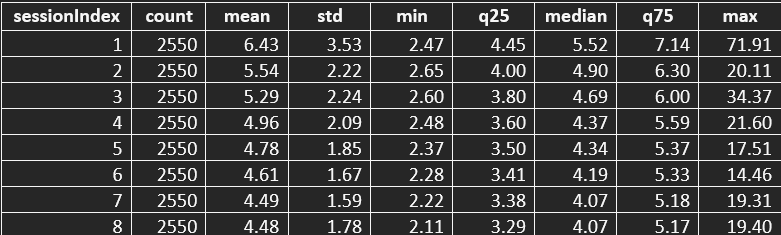 sessionIndex count mean std min q25 median q75 max
1 2550 6.43 3.53 2.47 4.45 5.52 7.14 71.91
2 2550 5.54 2.22 2.65 4.00 4.90 6.30 20.11
3 2550 5.29 2.24 2.60 3.80 4.69 6.00 34.37
4 2550 4.96 2.09 2.48 3.60 4.37 5.59 21.60
5 2550 4.78 1.85 2.37 3.50 4.34 5.37 17.51
6 2550 4.61 1.67 2.28 3.41 4.19 5.33 14.46
7 2550 4.49 1.59 2.22 3.38 4.07 5.18 19.31
8 2550 4.48 1.78 2.11 3.29 4.07 5.17 19.40